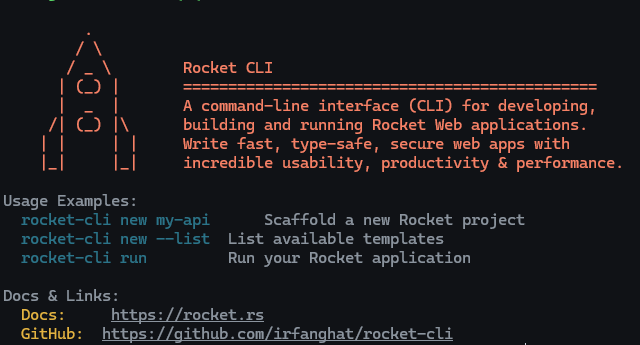 Rocket CLI
==============================================
A command-line interface (CLI) for developing,
building and running Rocket Web applications.
Write fast, type-safe, secure web apps with
incredible usability, productivity & performance.
Usage Examples:
rocket-cli new my-api Scaffold a new Rocket project
rocket-cli new --list List available templates
rocket-cli run Run your Rocket application
Docs & Links:
Docs: https://rocket.rs
GitHub: https://github.com/irfanghat/rocket-cli